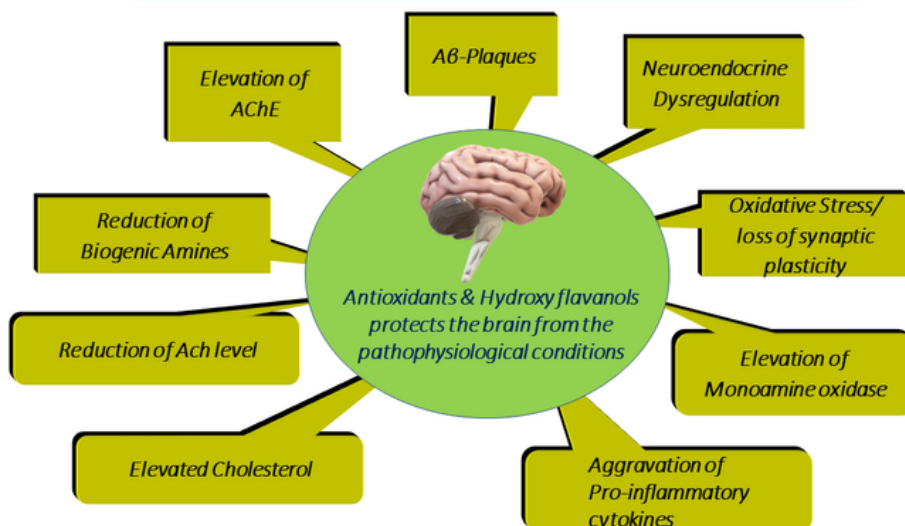 Aβ-Plaques
Elevation of
AChE
Neuroendocrine
Dysregulation
Reduction of
Biogenic Amines
Oxidative Stress/
loss of synaptic
plasticity
Antioxidants & Hydroxy flavanols
protects the brain from the
pathophysiological conditions
Reduction of Ach level
Elevation of
Monoamine oxidase
Elevated Cholesterol
Aggravation of
Pro-inflammatory
cytokines